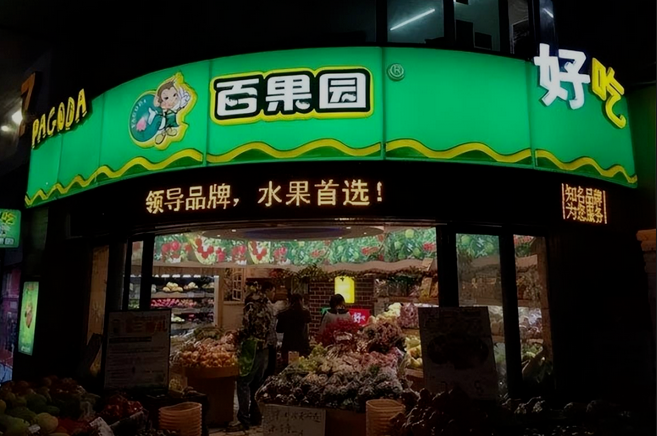 PAGODA
百果园®
好吃
领导品牌，水果首选！
知名品牌
为您服务